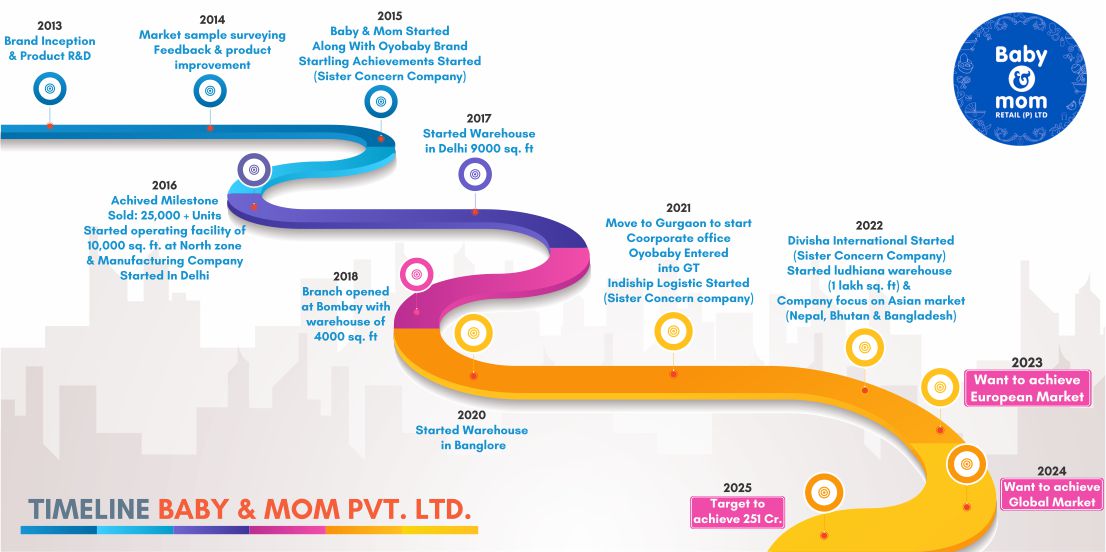 2013
Brand Inception
& Product R&D
2014
Market sample surveying
Feedback & product
improvement
2015
Baby & Mom Started
Along With Oyobaby Brand
Startling Achievements Started
(Sister Concern Company)
Baby
&
mom
RETAIL (P) LTD
2016
Achived Milestone
Sold: 25,000 + Units
Started operating facility of
10,000 sq. ft. at North zone
& Manufacturing Company
Started In Delhi
2017
Started Warehouse
in Delhi 9000 sq. ft
2018
Branch opened
at Bombay with
warehouse of
4000 sq. ft
2020
Started Warehouse
in Banglore
2021
Move to Gurgaon to start
Coorporate office
Oyobaby Entered
into GT
Indiship Logistic Started
(Sister Concern company)
2022
Divisha International Started
(Sister Concern Company)
Started ludhiana warehouse
(1 lakh sq. ft) &
Company focus on Asian market
(Nepal, Bhutan & Bangladesh)
2023
Want to achieve
European Market
2024
Want to achieve
Global Market
2025
Target to
achieve 251 Cr.
TIMELINE BABY & MOM PVT. LTD.